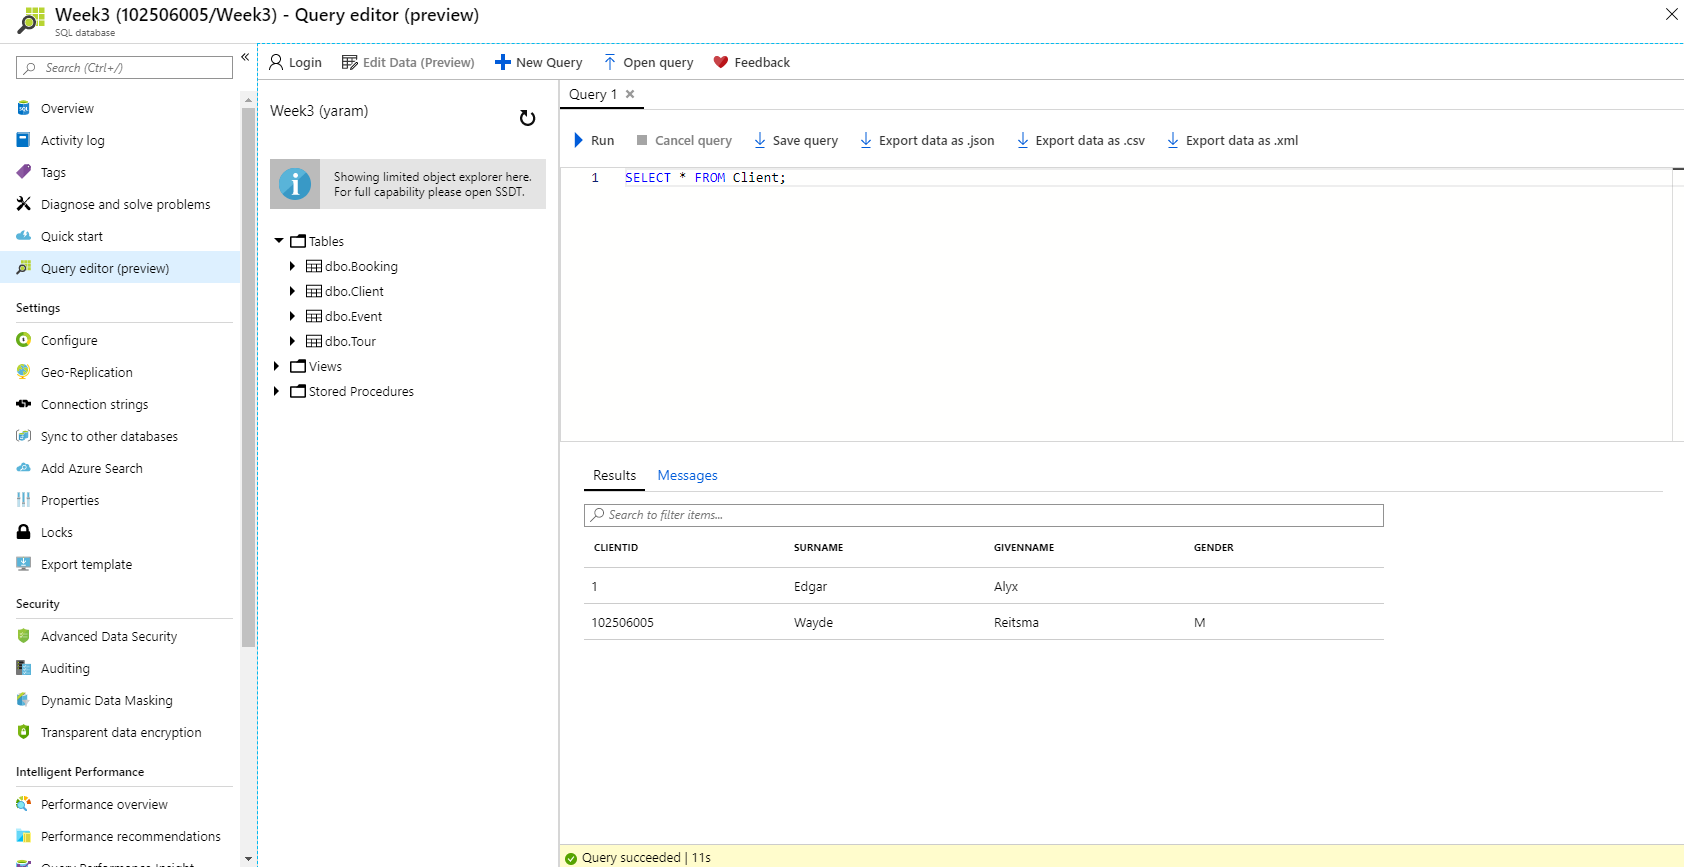 Week3 (102506005/Week3) - Query editor (preview)
SQL database
Search (Ctrl+/)
Overview
Activity log
Tags
Diagnose and solve problems
Quick start
Query editor (preview)
Settings
Configure
Geo-Replication
Connection strings
Sync to other databases
Add Azure Search
Properties
Locks
Export template
Security
Advanced Data Security
Auditing
Dynamic Data Masking
Transparent data encryption
Intelligent Performance
Performance overview
Performance recommendations
Query Performance Insight
Login Edit Data (Preview) New Query Open query Feedback
Week3 (yaram)
Showing limited object explorer here.
For full capability please open SSDT.
Tables
dbo.Booking
dbo.Client
dbo.Event
dbo.Tour
Views
Stored Procedures
Query 1
Run Cancel query Save query Export data as .json Export data as .csv Export data as .xml
1 SELECT * FROM Client;
Results Messages
Search to filter items...
CLIENTID SURNAME GIVENNAME GENDER
1 Edgar Alyx
102506005 Wayde Reitsma M
Query succeeded | 11s